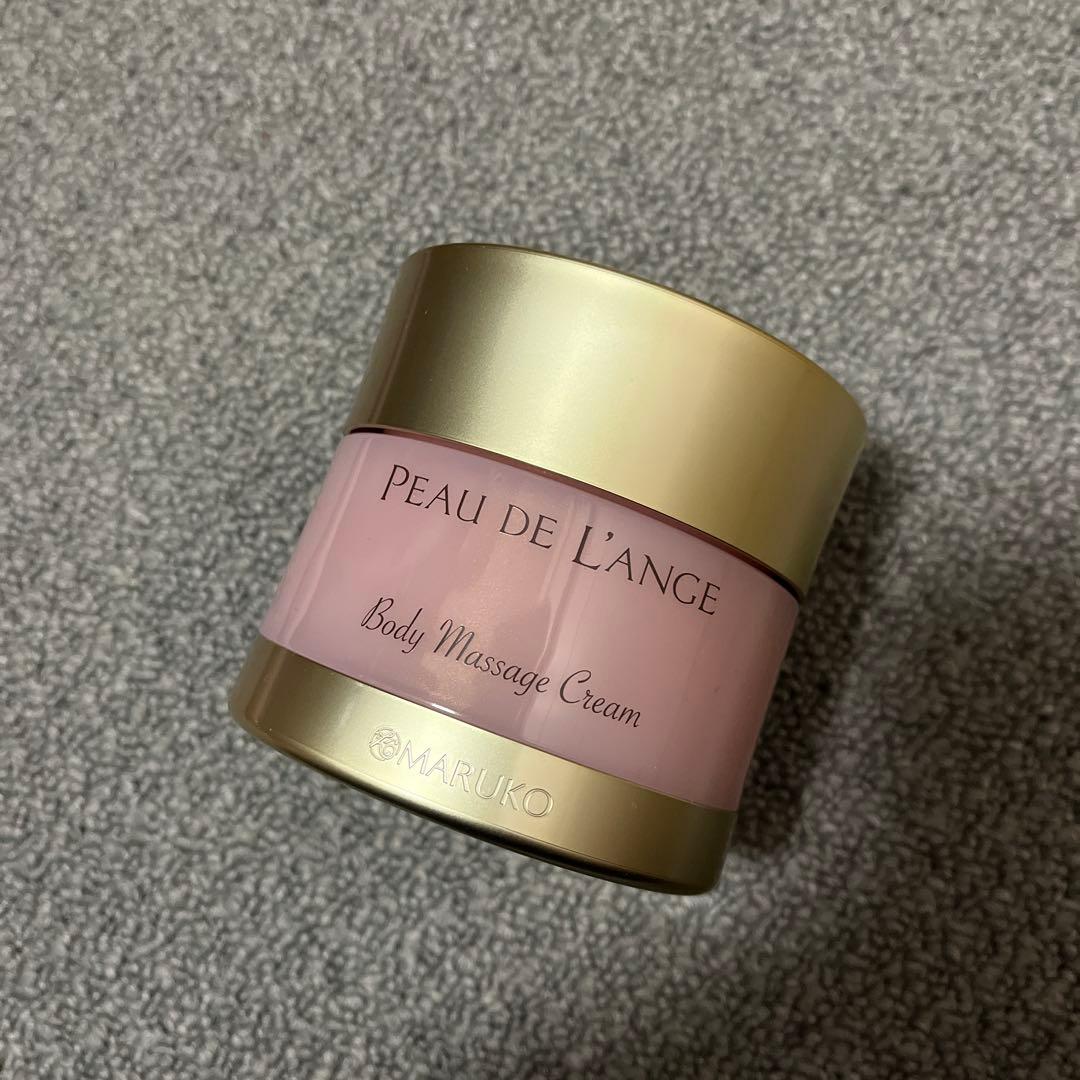 PEAU DE L'ANGE
Body Massage Cream
MARUKO